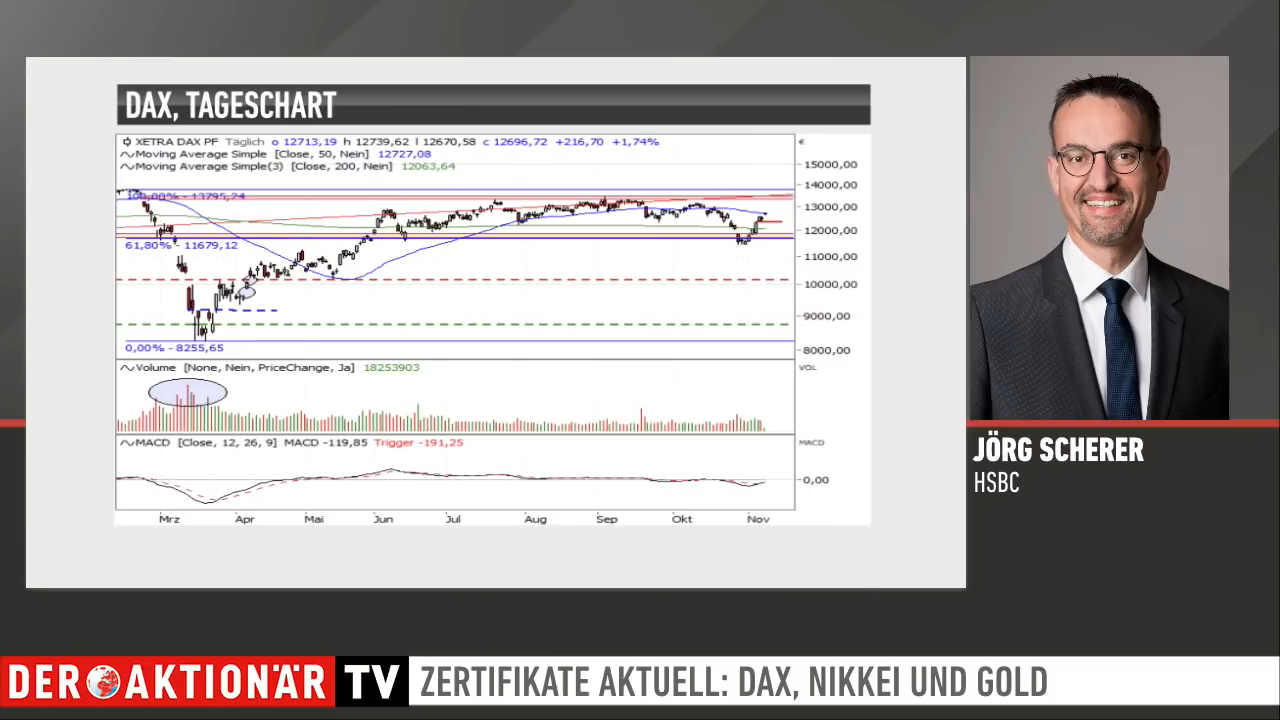 DAX, TAGESCHART
XETRA DAX PF Täglich o 12713,19 h 12739,62 l 12670,58 c 12696,72 +216,70 +1,74%
Moving Average Simple [Close, 50, Nein] 12727,08
Moving Average Simple(3) [Close, 200, Nein] 12063,64
€
15000,00
14000,00
100,00% - 13795,24
13000,00
12000,00
61,80% - 11679,12
11000,00
10000,00
9000,00
0,00% - 8255,65
8000,00
Volume [None, Nein, PriceChange, Ja] 18253903
VOL
MACD [Close, 12, 26, 9] MACD -119,85 Trigger -191,25
MACD
0,00
Mrz Apr Mai Jun Jul Aug Sep Okt Nov
JÖRG SCHERER
HSBC
DER AKTIONÄR TV
ZERTIFIKATE AKTUELL: DAX, NIKKEI UND GOLD